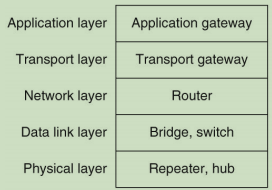 Application layer Application gateway
Transport layer Transport gateway
Network layer Router
Data link layer Bridge, switch
Physical layer Repeater, hub